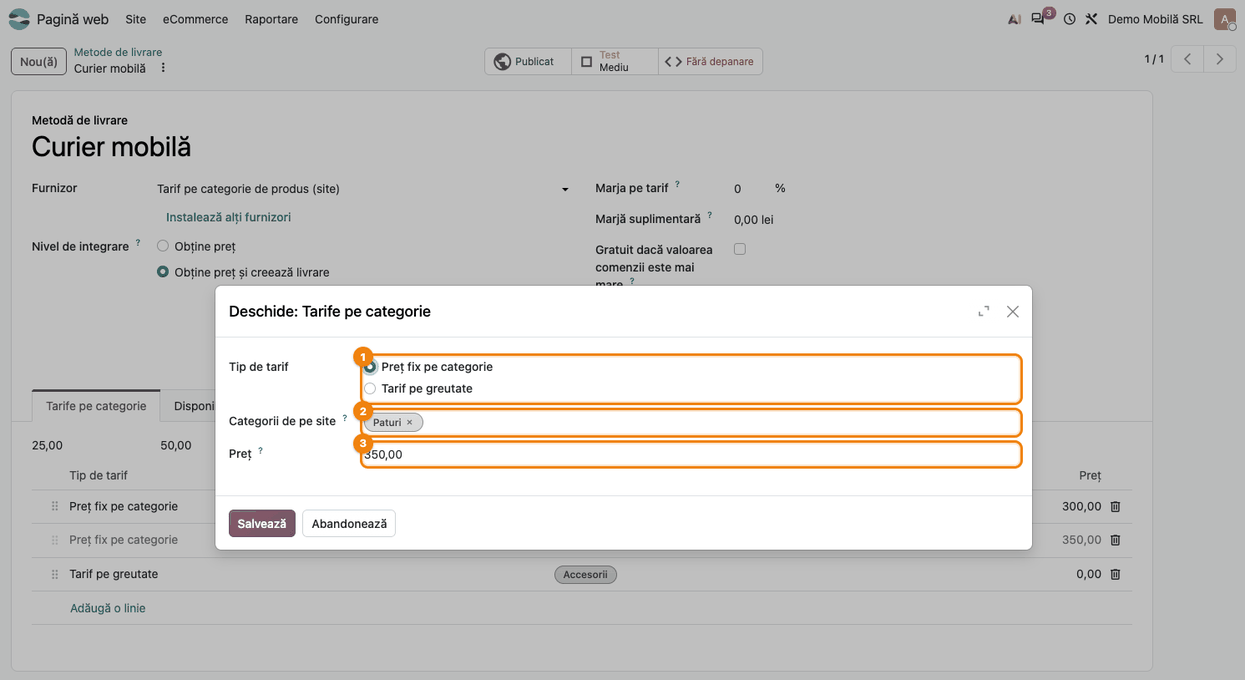 Pagină web Site eCommerce Raportare Configurare AI 3 Demo Mobilă SRL A
Nou(ă) Metode de livrare
Curier mobilă
Publicat Test Mediu Fără depanare 1 / 1
Metodă de livrare
Curier mobilă
Furnizor Tarif pe categorie de produs (site) Marja pe tarif ? 0 %
Instalează alți furnizori Marjă suplimentară ? 0,00 lei
Nivel de integrare ? Obține preț Gratuit dacă valoarea
Obține preț și creează livrare comenzii este mai
mare ?
Deschide: Tarife pe categorie
1
Tip de tarif Preț fix pe categorie
Tarif pe greutate
2
Categorii de pe site ? Paturi ×
3
Preț ? 350,00
Salvează Abandonează
Tarife pe categorie Disponi
25,00 50,00
Tip de tarif Preț
Preț fix pe categorie 300,00
Preț fix pe categorie 350,00
Tarif pe greutate Accesorii 0,00
Adăugă o linie